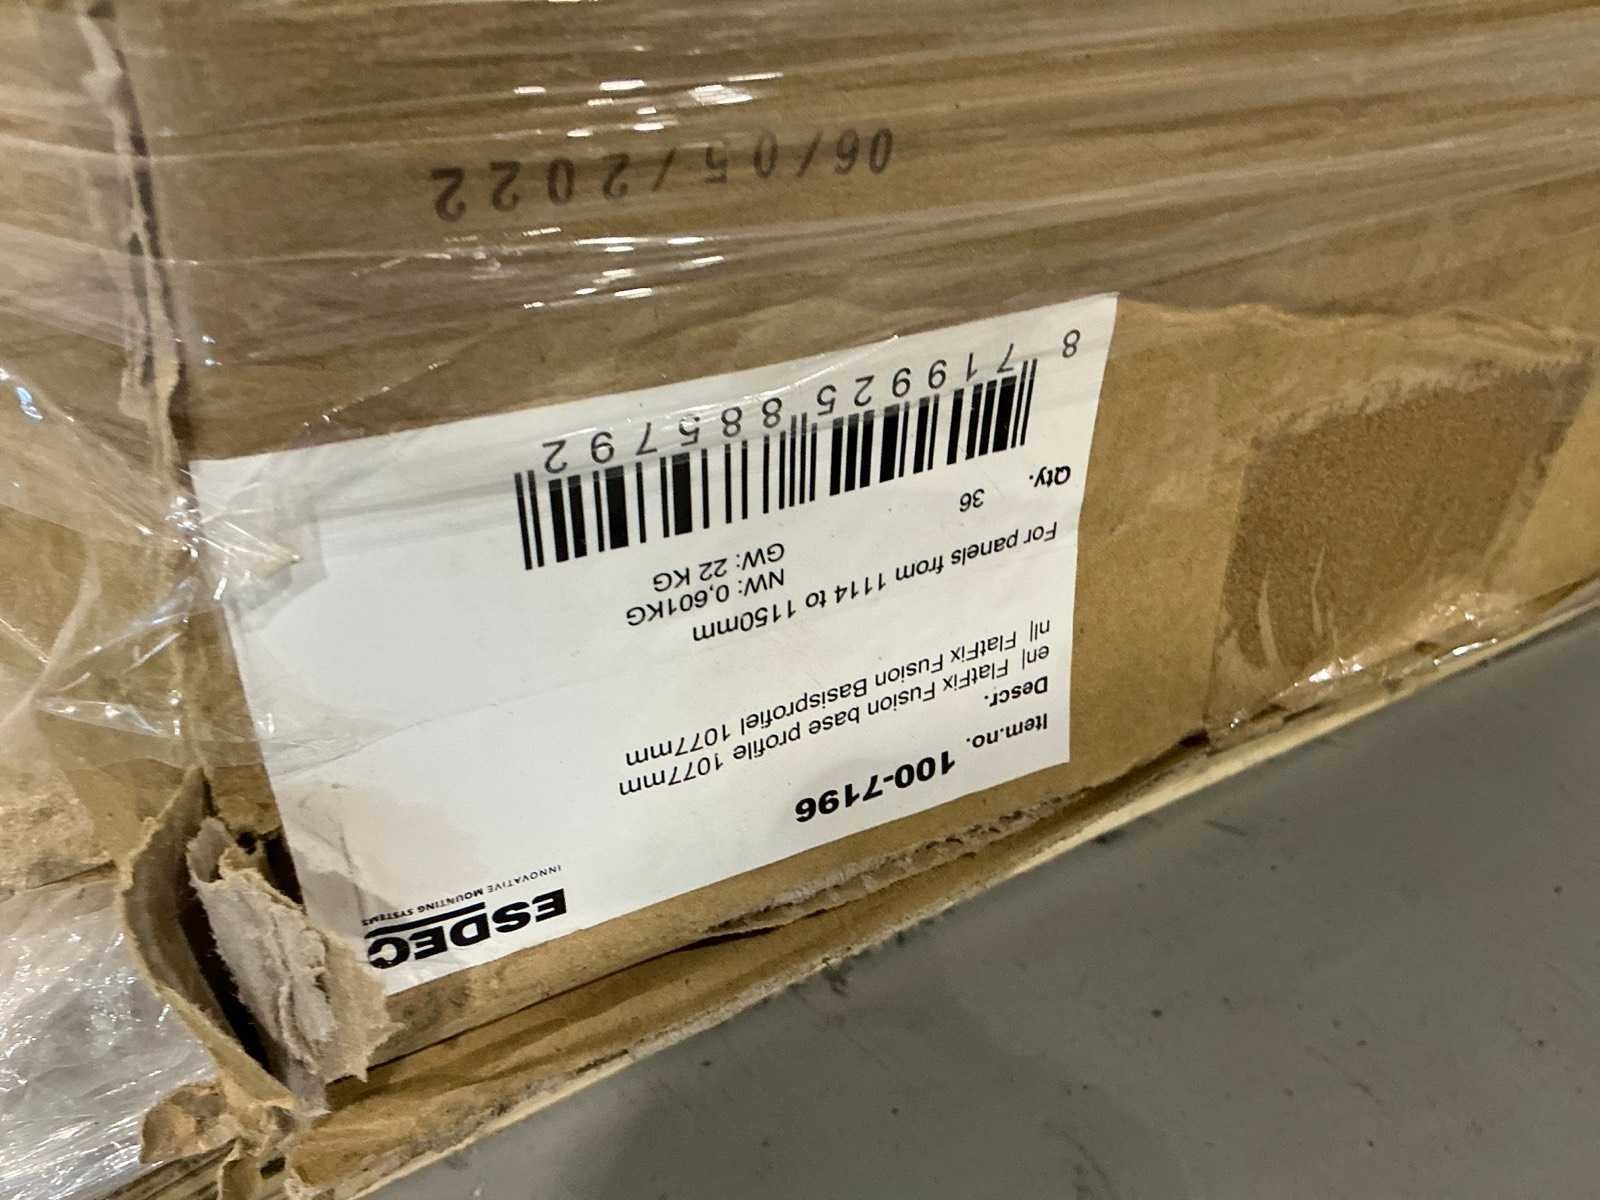 ESDEC
INNOVATIVE MOUNTING SYSTEMS
Item.no. 100-7196
Descr.
en| FlatFix Fusion base profile 1077mm
nl| FlatFix Fusion Basisprofiel 1077mm
For panels from 1114 to 1150mm
NW: 0,601KG
Qty. 36 GW: 22 KG
8 719925 885792
06/05/2022